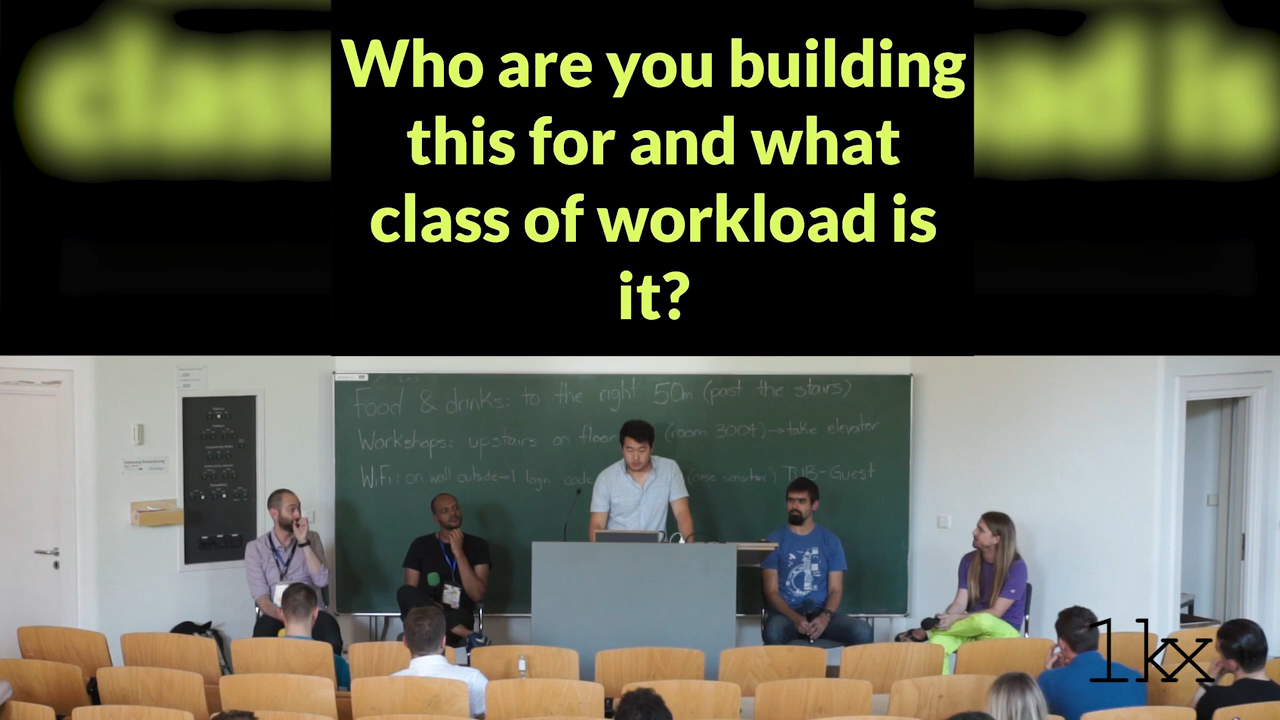 Who are you building
this for and what
class of workload is
it?
Food & drinks: to the right 50m (past the stairs)
Workshops: upstairs on floor (room 3004) → take elevator
WiFi: on wall outside → 1 login code (case sensitive) TUB-Guest
1kx